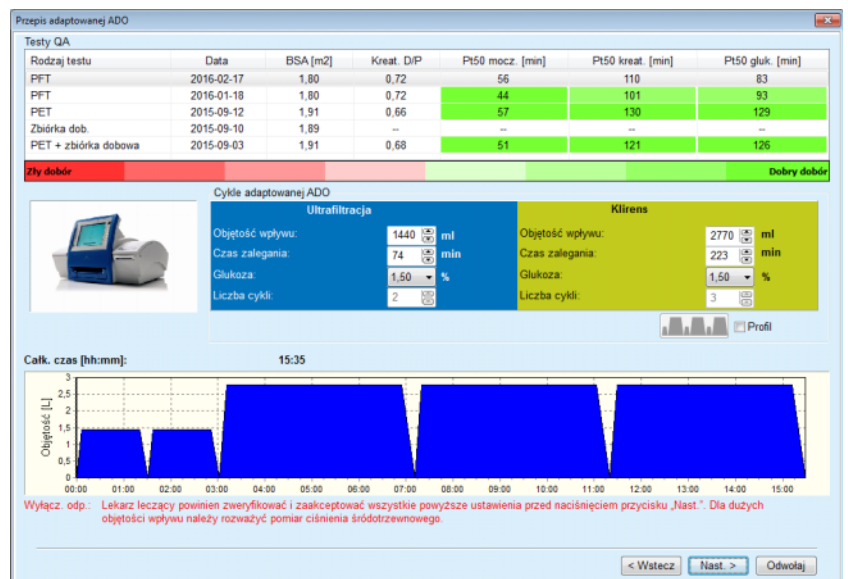 Przepis adaptowanej ADO
Testy QA
Rodzaj testu Data BSA [m2] Kreat. D/P Pt50 mocz. [min] Pt50 kreat. [min] Pt50 gluk. [min]
PFT 2016-02-17 1,80 0,72 56 110 83
PFT 2016-01-18 1,80 0,72 44 101 93
PET 2015-09-12 1,91 0,66 57 130 129
Zbiórka dob. 2015-09-10 1,89 -- -- -- --
PET + zbiórka dobowa 2015-09-03 1,91 0,68 51 121 126
Zły dobór Dobry dobór
Cykle adaptowanej ADO
Ultrafiltracja Klirens
Objętość wpływu: 1440 ml Objętość wpływu: 2770 ml
Czas zalegania: 74 min Czas zalegania: 223 min
Glukoza: 1,50 % Glukoza: 1,50 %
Liczba cykli: 2 Liczba cykli: 3
Profil
Całk. czas [hh:mm]: 15:35
Objętość [L]
3
2,5
2
1,5
1
0,5
0
00:00 01:00 02:00 03:00 04:00 05:00 06:00 07:00 08:00 09:00 10:00 11:00 12:00 13:00 14:00 15:00
Wyłącz. odp.: Lekarz leczący powinien zweryfikować i zaakceptować wszystkie powyższe ustawienia przed naciśnięciem przycisku „Nast.”. Dla dużych
objętości wpływu należy rozważyć pomiar ciśnienia śródotrzewnowego.
< Wstecz Nast. > Odwołaj